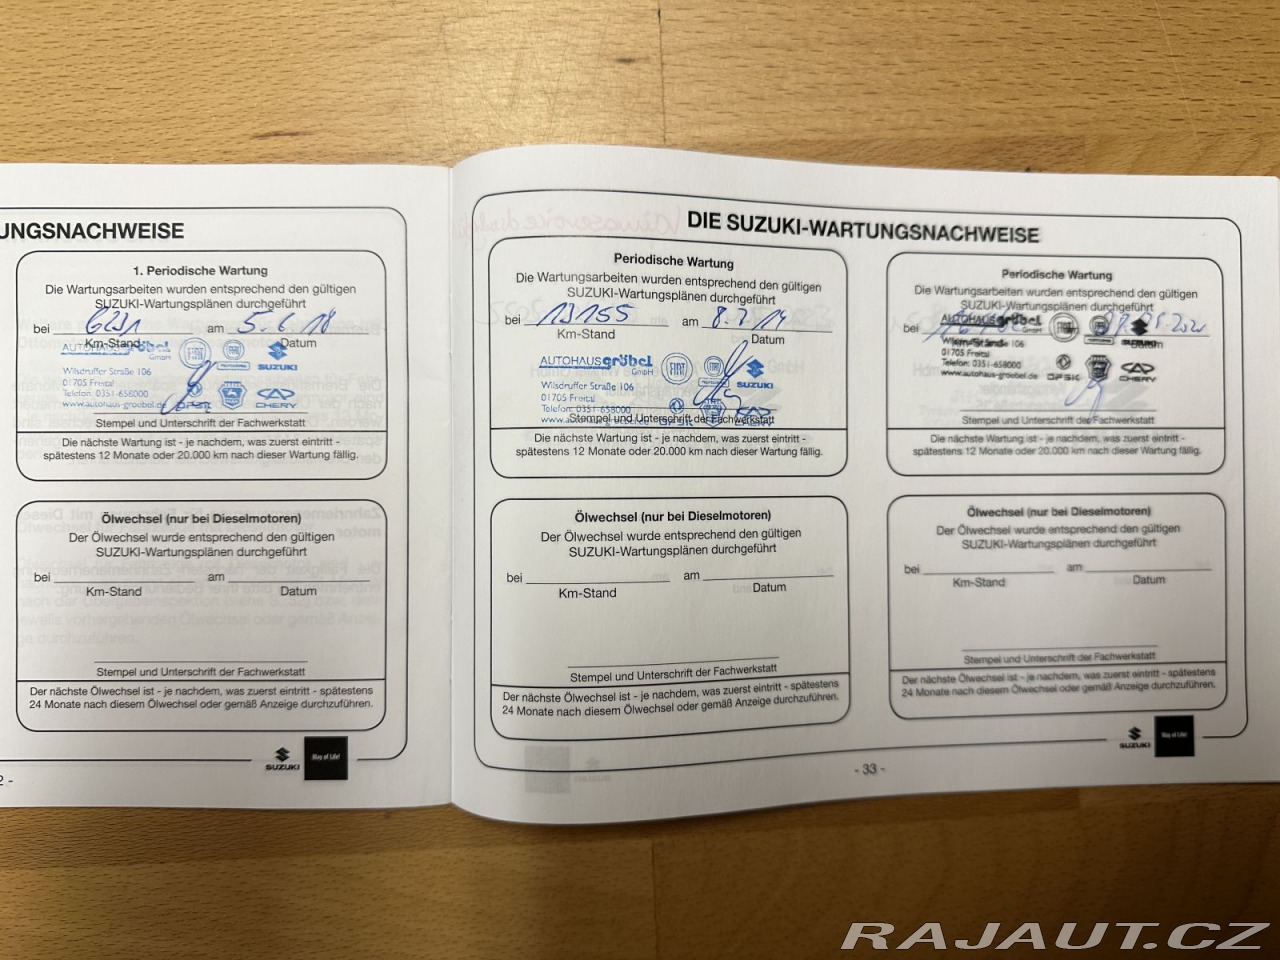 UNGSNACHWEISE
1. Periodische Wartung
Die Wartungsarbeiten wurden entsprechend den gültigen
SUZUKI-Wartungsplänen durchgeführt
bei 6231 am 5.6.18
Km-Stand Datum
AUTOHAUS gröbel
GmbH
Wilsdruffer Straße 106
01705 Freital
Telefon: 0351-658000
www.autohaus-groebel.de
FIAT
SUZUKI
CHERY
Stempel und Unterschrift der Fachwerkstatt
Die nächste Wartung ist - je nachdem, was zuerst eintritt -
spätestens 12 Monate oder 20.000 km nach dieser Wartung fällig.
Ölwechsel (nur bei Dieselmotoren)
Der Ölwechsel wurde entsprechend den gültigen
SUZUKI-Wartungsplänen durchgeführt
bei am
Km-Stand Datum
Stempel und Unterschrift der Fachwerkstatt
Der nächste Ölwechsel ist - je nachdem, was zuerst eintritt - spätestens
24 Monate nach diesem Ölwechsel oder gemäß Anzeige durchzuführen.
SUZUKI
Way of Life!
2 -
DIE SUZUKI-WARTUNGSNACHWEISE
Periodische Wartung
Die Wartungsarbeiten wurden entsprechend den gültigen
SUZUKI-Wartungsplänen durchgeführt
bei 13155 am 8.7.19
Km-Stand Datum
AUTOHAUS gröbel
GmbH
Wilsdruffer Straße 106
01705 Freital
Telefon: 0351-658000
FIAT
SUZUKI
CHERY
Stempel und Unterschrift der Fachwerkstatt
Die nächste Wartung ist - je nachdem, was zuerst eintritt -
spätestens 12 Monate oder 20.000 km nach dieser Wartung fällig.
Ölwechsel (nur bei Dieselmotoren)
Der Ölwechsel wurde entsprechend den gültigen
SUZUKI-Wartungsplänen durchgeführt
bei am
Km-Stand Datum
Stempel und Unterschrift der Fachwerkstatt
Der nächste Ölwechsel ist - je nachdem, was zuerst eintritt - spätestens
24 Monate nach diesem Ölwechsel oder gemäß Anzeige durchzuführen.
Periodische Wartung
Die Wartungsarbeiten wurden entsprechend den gültigen
SUZUKI-Wartungsplänen durchgeführt
bei
Datum
AUTOHAUS gröbel
GmbH
01705 Freital
Telefon: 0351-658000
www.autohaus-groebel.de
FIAT
SUZUKI
CHERY
Stempel und Unterschrift der Fachwerkstatt
Die nächste Wartung ist - je nachdem, was zuerst eintritt -
spätestens 12 Monate oder 20.000 km nach dieser Wartung fällig.
Ölwechsel (nur bei Dieselmotoren)
Der Ölwechsel wurde entsprechend den gültigen
SUZUKI-Wartungsplänen durchgeführt
bei am
Km-Stand Datum
Stempel und Unterschrift der Fachwerkstatt
Der nächste Ölwechsel ist - je nachdem, was zuerst eintritt - spätestens
24 Monate nach diesem Ölwechsel oder gemäß Anzeige durchzuführen.
SUZUKI
Way of Life!
- 33 -
RAJAUT.CZ